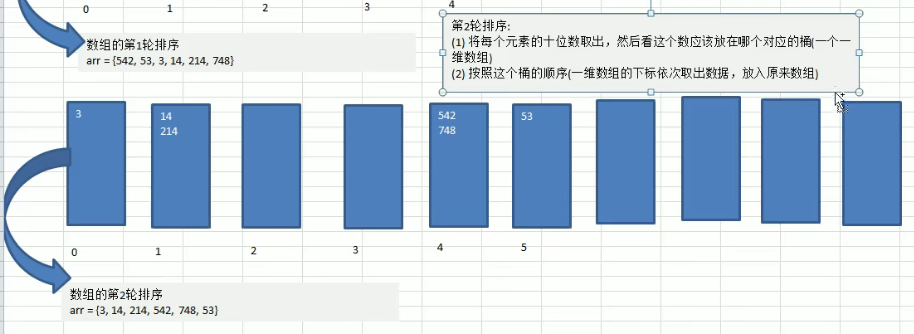 0 1 2 3 4
数组的第1轮排序
arr = {542, 53, 3, 14, 214, 748}
第2轮排序:
(1) 将每个元素的十位数取出，然后看这个数应该放在哪个对应的桶(一个一
维数组)
(2) 按照这个桶的顺序(一维数组的下标依次取出数据，放入原来数组)
3 14 542 53
214 748
0 1 2 3 4 5
数组的第2轮排序
arr = {3, 14, 214, 542, 748, 53}